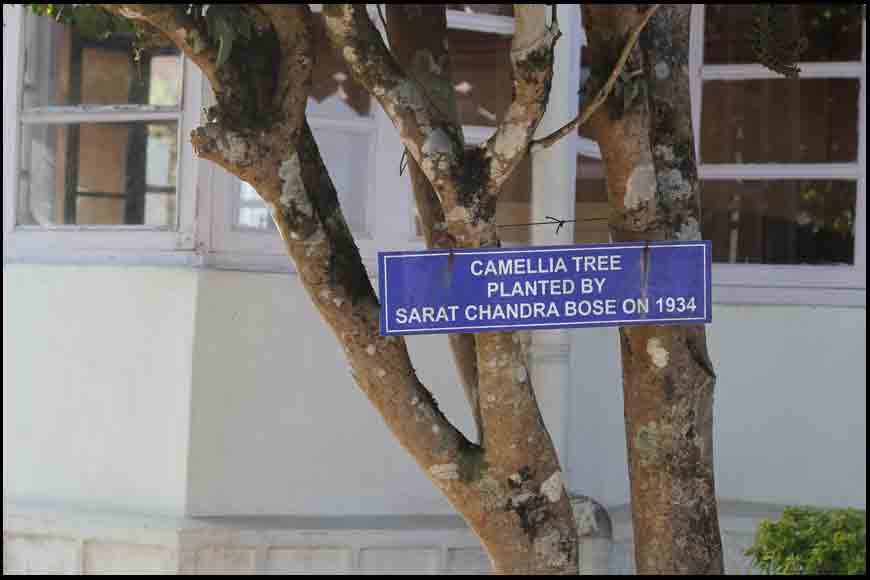 CAMELLIA TREE
PLANTED BY
SARAT CHANDRA BOSE ON 1934